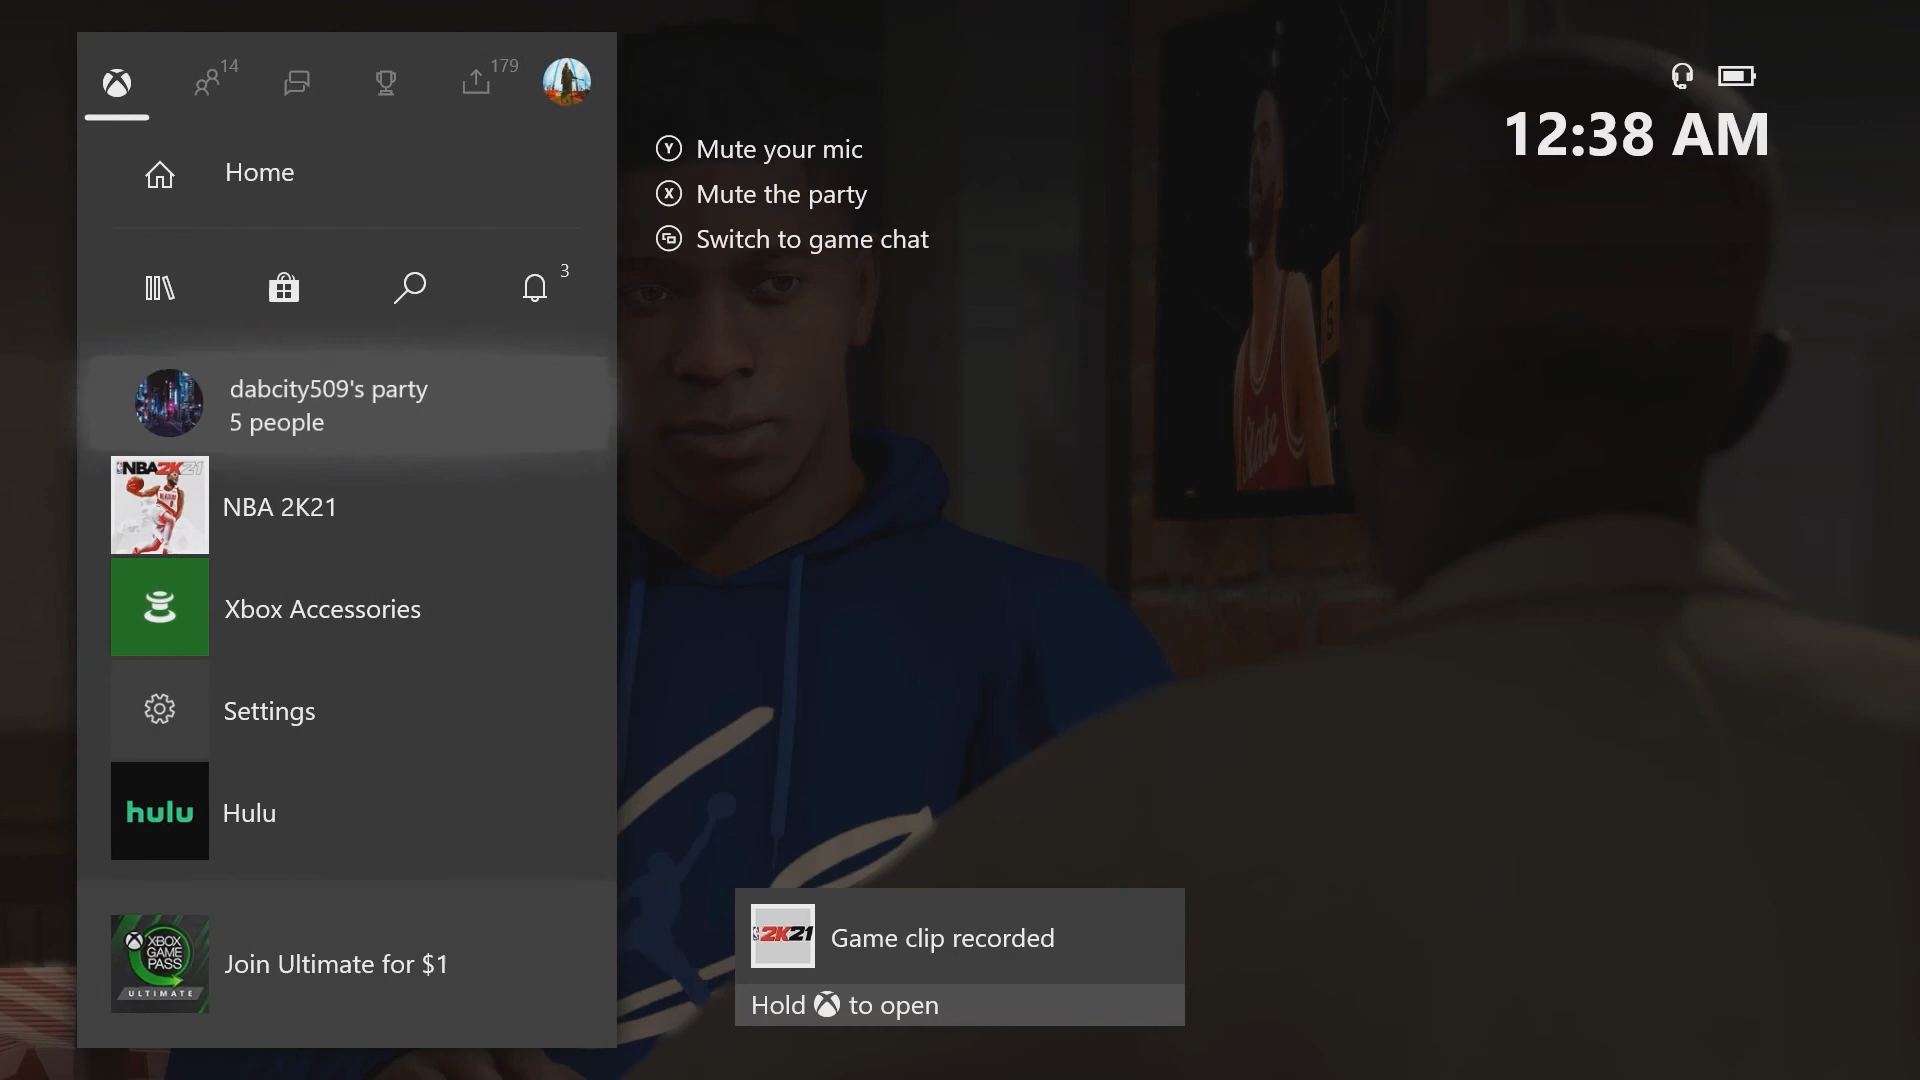 14
179
12:38 AM
Home
Y Mute your mic
X Mute the party
Switch to game chat
3
dabcity509's party
5 people
NBA 2K21
NBA 2K21
Xbox Accessories
Settings
hulu
Hulu
XBOX
GAME
PASS
ULTIMATE
Join Ultimate for $1
2K21
Game clip recorded
Hold to open
State